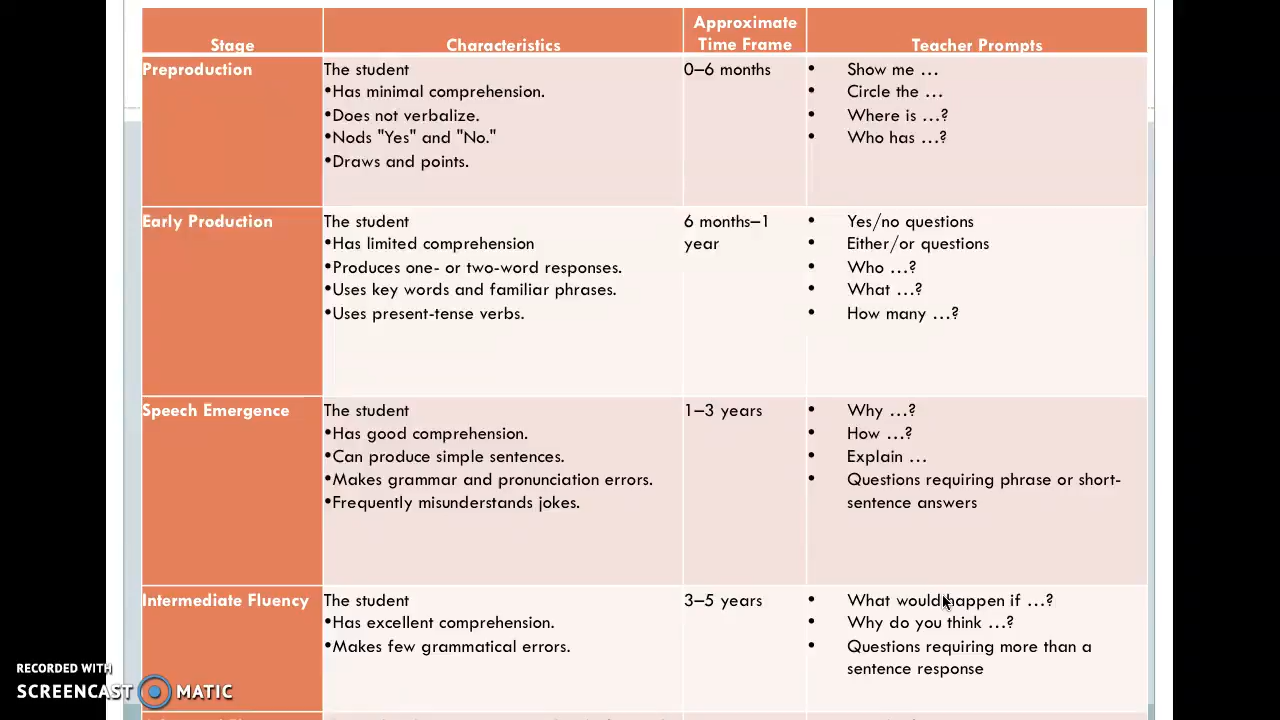 Stage
Characteristics
Approximate
Time Frame
Teacher Prompts
Preproduction
The student
•Has minimal comprehension.
•Does not verbalize.
•Nods "Yes" and "No."
•Draws and points.
0–6 months
• Show me …
• Circle the …
• Where is …?
• Who has …?
Early Production
The student
•Has limited comprehension
•Produces one- or two-word responses.
•Uses key words and familiar phrases.
•Uses present-tense verbs.
6 months–1
year
• Yes/no questions
• Either/or questions
• Who …?
• What …?
• How many …?
Speech Emergence
The student
•Has good comprehension.
•Can produce simple sentences.
•Makes grammar and pronunciation errors.
•Frequently misunderstands jokes.
1–3 years
• Why …?
• How …?
• Explain …
• Questions requiring phrase or short-
sentence answers
Intermediate Fluency
The student
•Has excellent comprehension.
•Makes few grammatical errors.
3–5 years
• What would happen if …?
• Why do you think …?
• Questions requiring more than a
sentence response
RECORDED WITH
SCREENCAST MATIC